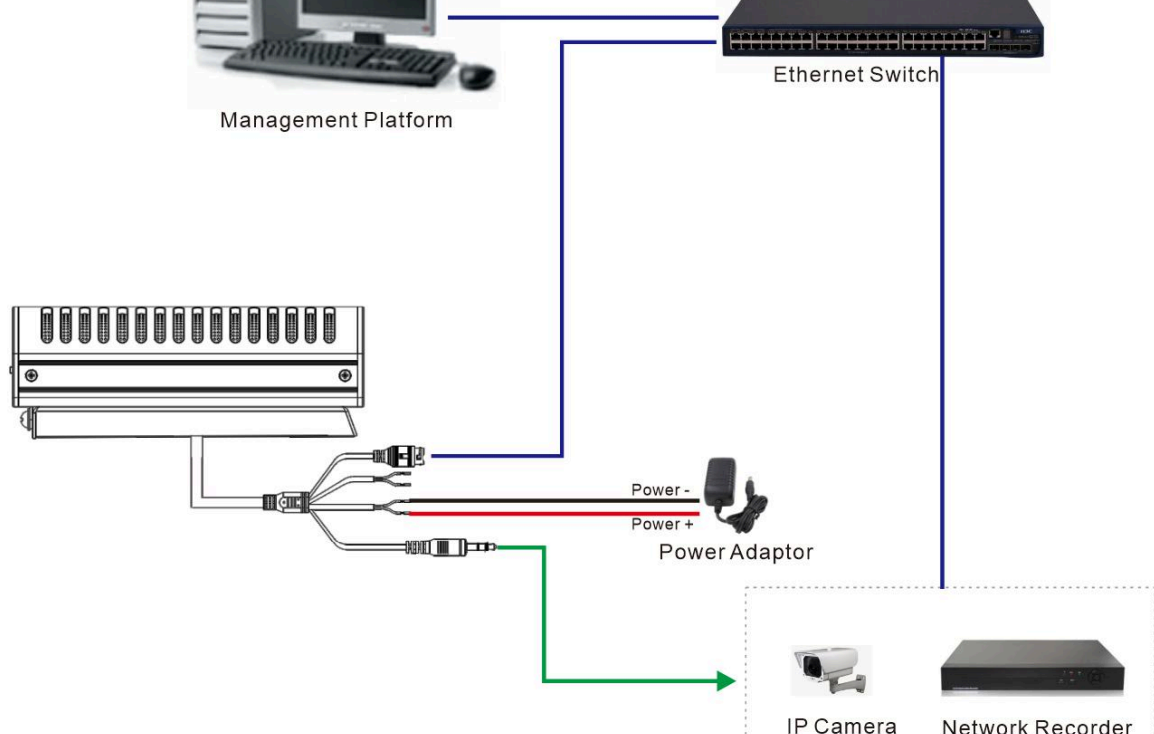 Ethernet Switch
Management Platform
Power -
Power +
Power Adaptor
IP Camera
Network Recorder